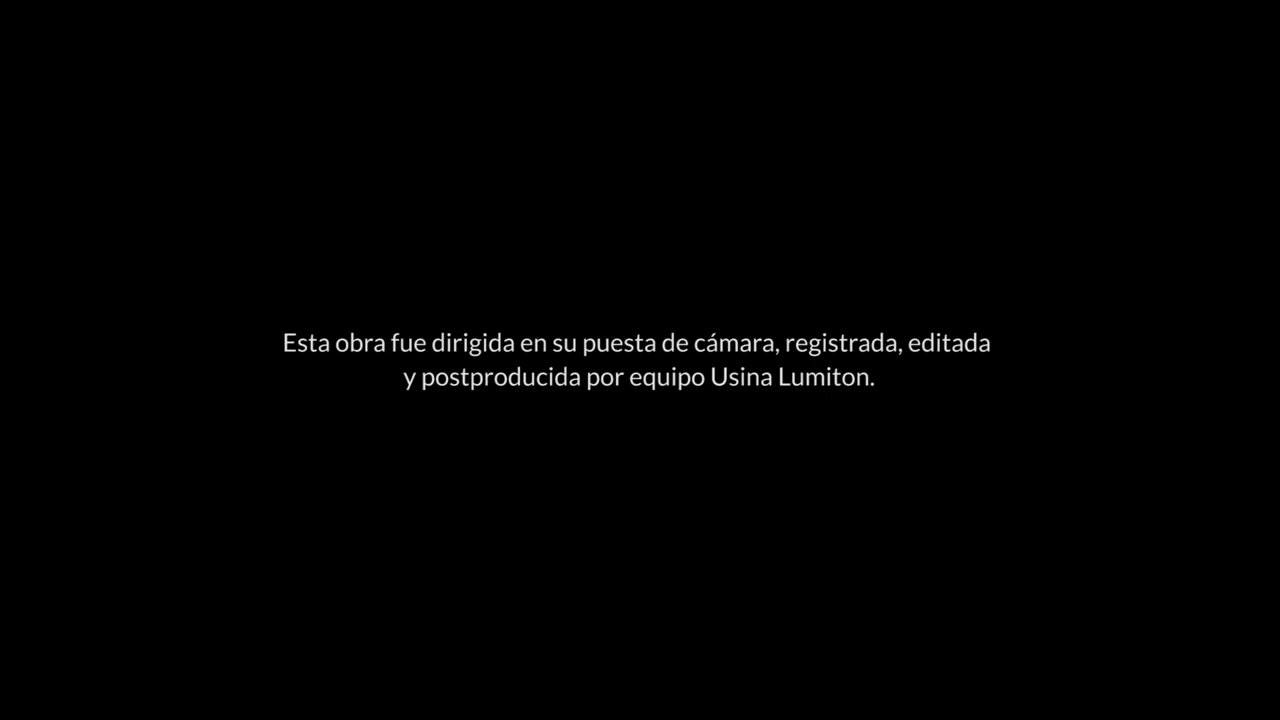 Esta obra fue dirigida en su puesta de cámara, registrada, editada
y postproducida por equipo Usina Lumiton.